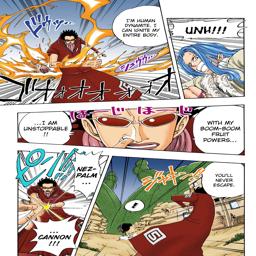 I'M HUMAN
DYNAMITE. I
CAN IGNITE MY
ENTIRE BODY.
UNH!!!
...I AM
UNSTOPPABLE
!!
WITH MY
BOOM-BOOM
FRUIT
POWERS...
NEZ-
PALM
...
...
CANNON!!!
YOU'LL
NEVER
ESCAPE.